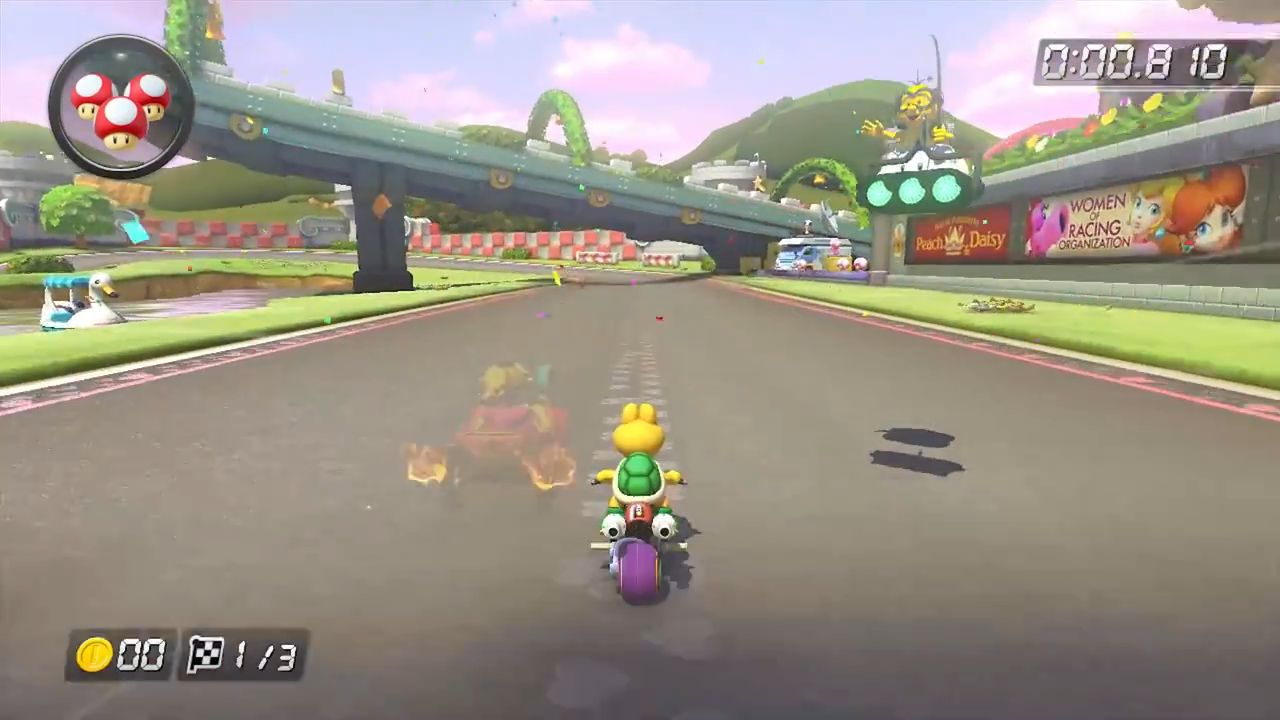 0:00.810
WOMEN
OF
RACING
ORGANIZATION
Peach Daisy
00
1/3